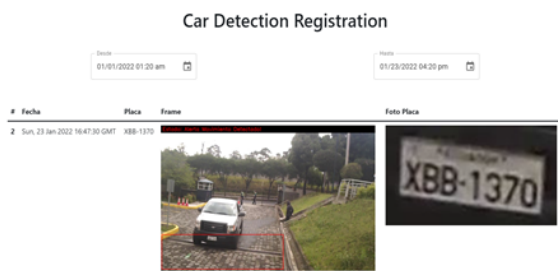 Car Detection Registration
Desde
01/01/2022 01:20 am
Hasta
01/23/2022 04:20 pm
# Fecha Placa Frame Foto Placa
2 Sun, 23 Jan 2022 16:47:30 GMT XBB-1370
XBB-1370